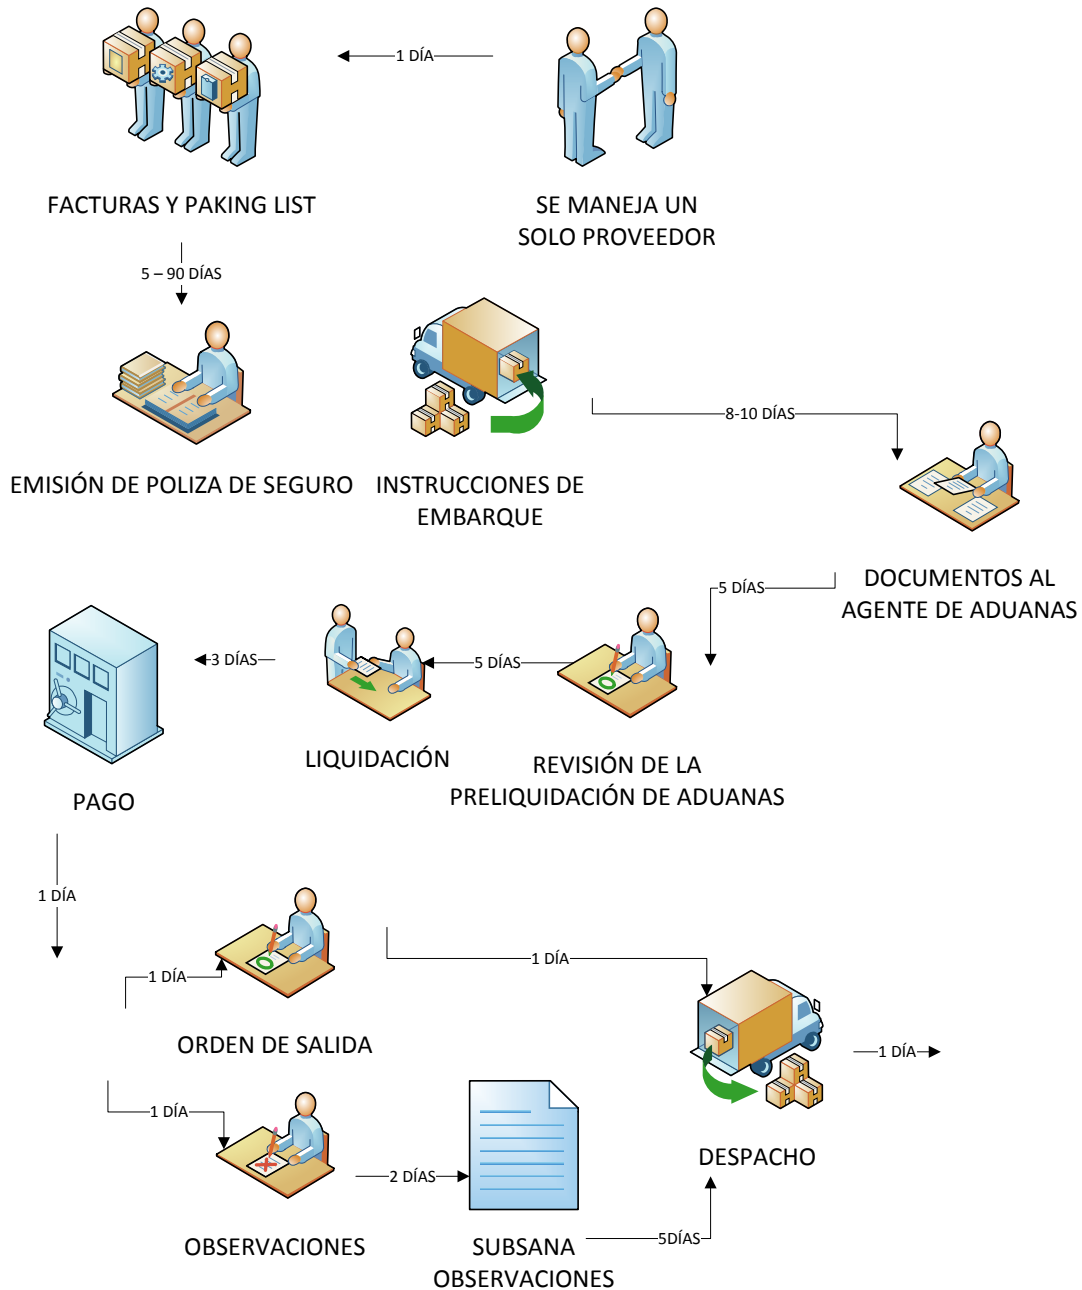 1 DÍA
FACTURAS Y PAKING LIST
SE MANEJA UN
SOLO PROVEEDOR
5 – 90 DÍAS
8-10 DÍAS
EMISIÓN DE POLIZA DE SEGURO
INSTRUCCIONES DE
EMBARQUE
DOCUMENTOS AL
AGENTE DE ADUANAS
5 DÍAS
5 DÍAS
3 DÍAS
LIQUIDACIÓN
REVISIÓN DE LA
PRELIQUIDACIÓN DE ADUANAS
PAGO
1 DÍA
1 DÍA
1 DÍA
ORDEN DE SALIDA
1 DÍA
1 DÍA
DESPACHO
2 DÍAS
5DÍAS
OBSERVACIONES
SUBSANA
OBSERVACIONES